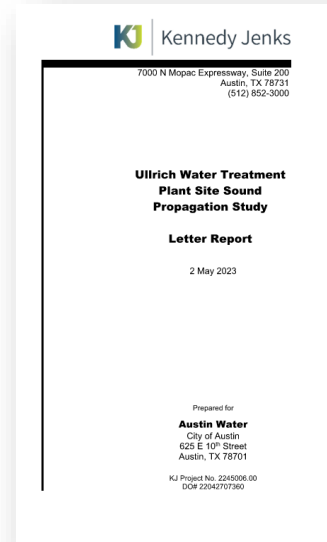 KJ Kennedy Jenks
7000 N Mopac Expressway, Suite 200
Austin, TX 78731
(512) 852-3000
Ullrich Water Treatment
Plant Site Sound
Propagation Study
Letter Report
2 May 2023
Prepared for
Austin Water
City of Austin
625 E 10th Street
Austin, TX 78701
KJ Project No. 2245006.00
DO# 22042707360